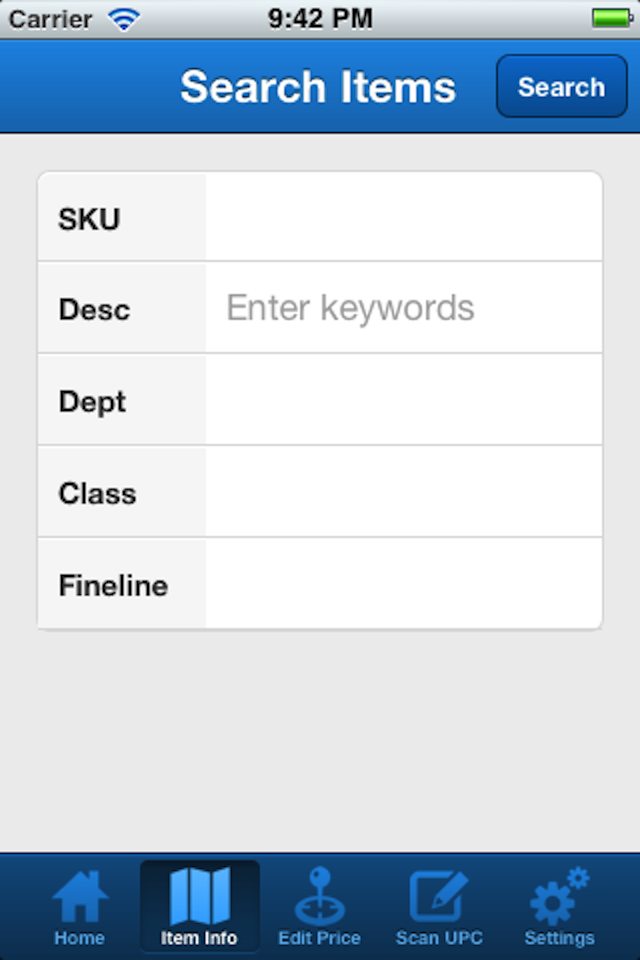 Carrier 9:42 PM
Search Items Search
SKU
Desc Enter keywords
Dept
Class
Fineline
Home Item Info Edit Price Scan UPC Settings